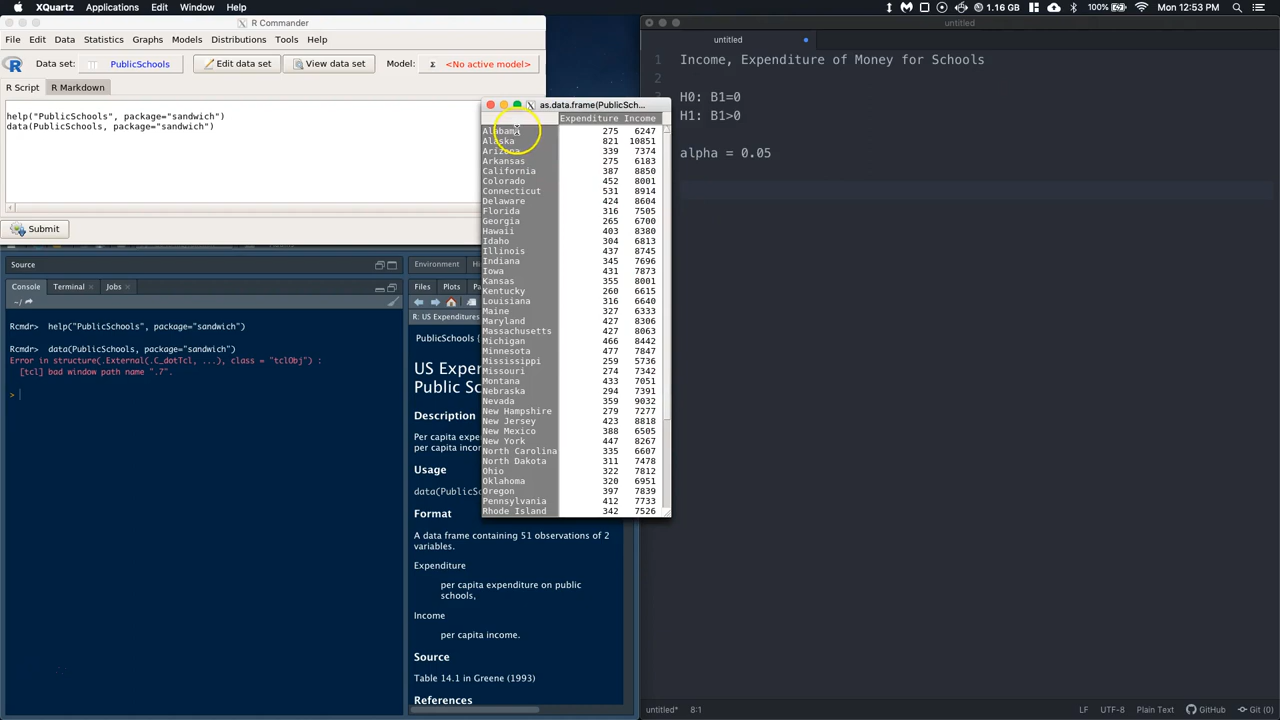 XQuartz Applications Edit Window Help
1.16 GB 100% Mon 12:53 PM
R Commander
File Edit Data Statistics Graphs Models Distributions Tools Help
Data set: PublicSchools Edit data set View data set Model: Σ <No active model>
R Script R Markdown
help("PublicSchools", package="sandwich")
data(PublicSchools, package="sandwich")
Submit
Source
Console Terminal Jobs
~/
Rcmdr> help("PublicSchools", package="sandwich")
Rcmdr> data(PublicSchools, package="sandwich")
Error in structure(.External(.C_dotTcl, ...), class = "tclObj") :
[tcl] bad window path name ".7".
>
Environment
Files Plots
R: US Expenditures
PublicSchools
US Expen
Public Sch
Description
Per capita expe
per capita inco
Usage
data(PublicSc
Format
A data frame containing 51 observations of 2
variables.
Expenditure
per capita expenditure on public
schools,
Income
per capita income.
Source
Table 14.1 in Greene (1993)
References
as.data.frame(PublicSch...
Expenditure Income
Alabama 275 6247
Alaska 821 10851
Arizona 339 7374
Arkansas 275 6183
California 387 8850
Colorado 452 8001
Connecticut 531 8914
Delaware 424 8604
Florida 316 7505
Georgia 265 6700
Hawaii 403 8380
Idaho 304 6813
Illinois 437 8745
Indiana 345 7696
Iowa 431 7873
Kansas 355 8001
Kentucky 260 6615
Louisiana 316 6640
Maine 327 6333
Maryland 427 8306
Massachusetts 427 8063
Michigan 466 8442
Minnesota 477 7847
Mississippi 259 5736
Missouri 274 7342
Montana 433 7051
Nebraska 294 7391
Nevada 359 9032
New Hampshire 279 7277
New Jersey 423 8818
New Mexico 388 6505
New York 447 8267
North Carolina 335 6607
North Dakota 311 7478
Ohio 322 7812
Oklahoma 320 6951
Oregon 397 7839
Pennsylvania 412 7733
Rhode Island 342 7526
untitled
untitled
1 Income, Expenditure of Money for Schools
2
3 H0: B1=0
4 H1: B1>0
5
6 alpha = 0.05
7
8
untitled* 8:1 LF UTF-8 Plain Text GitHub Git (0)